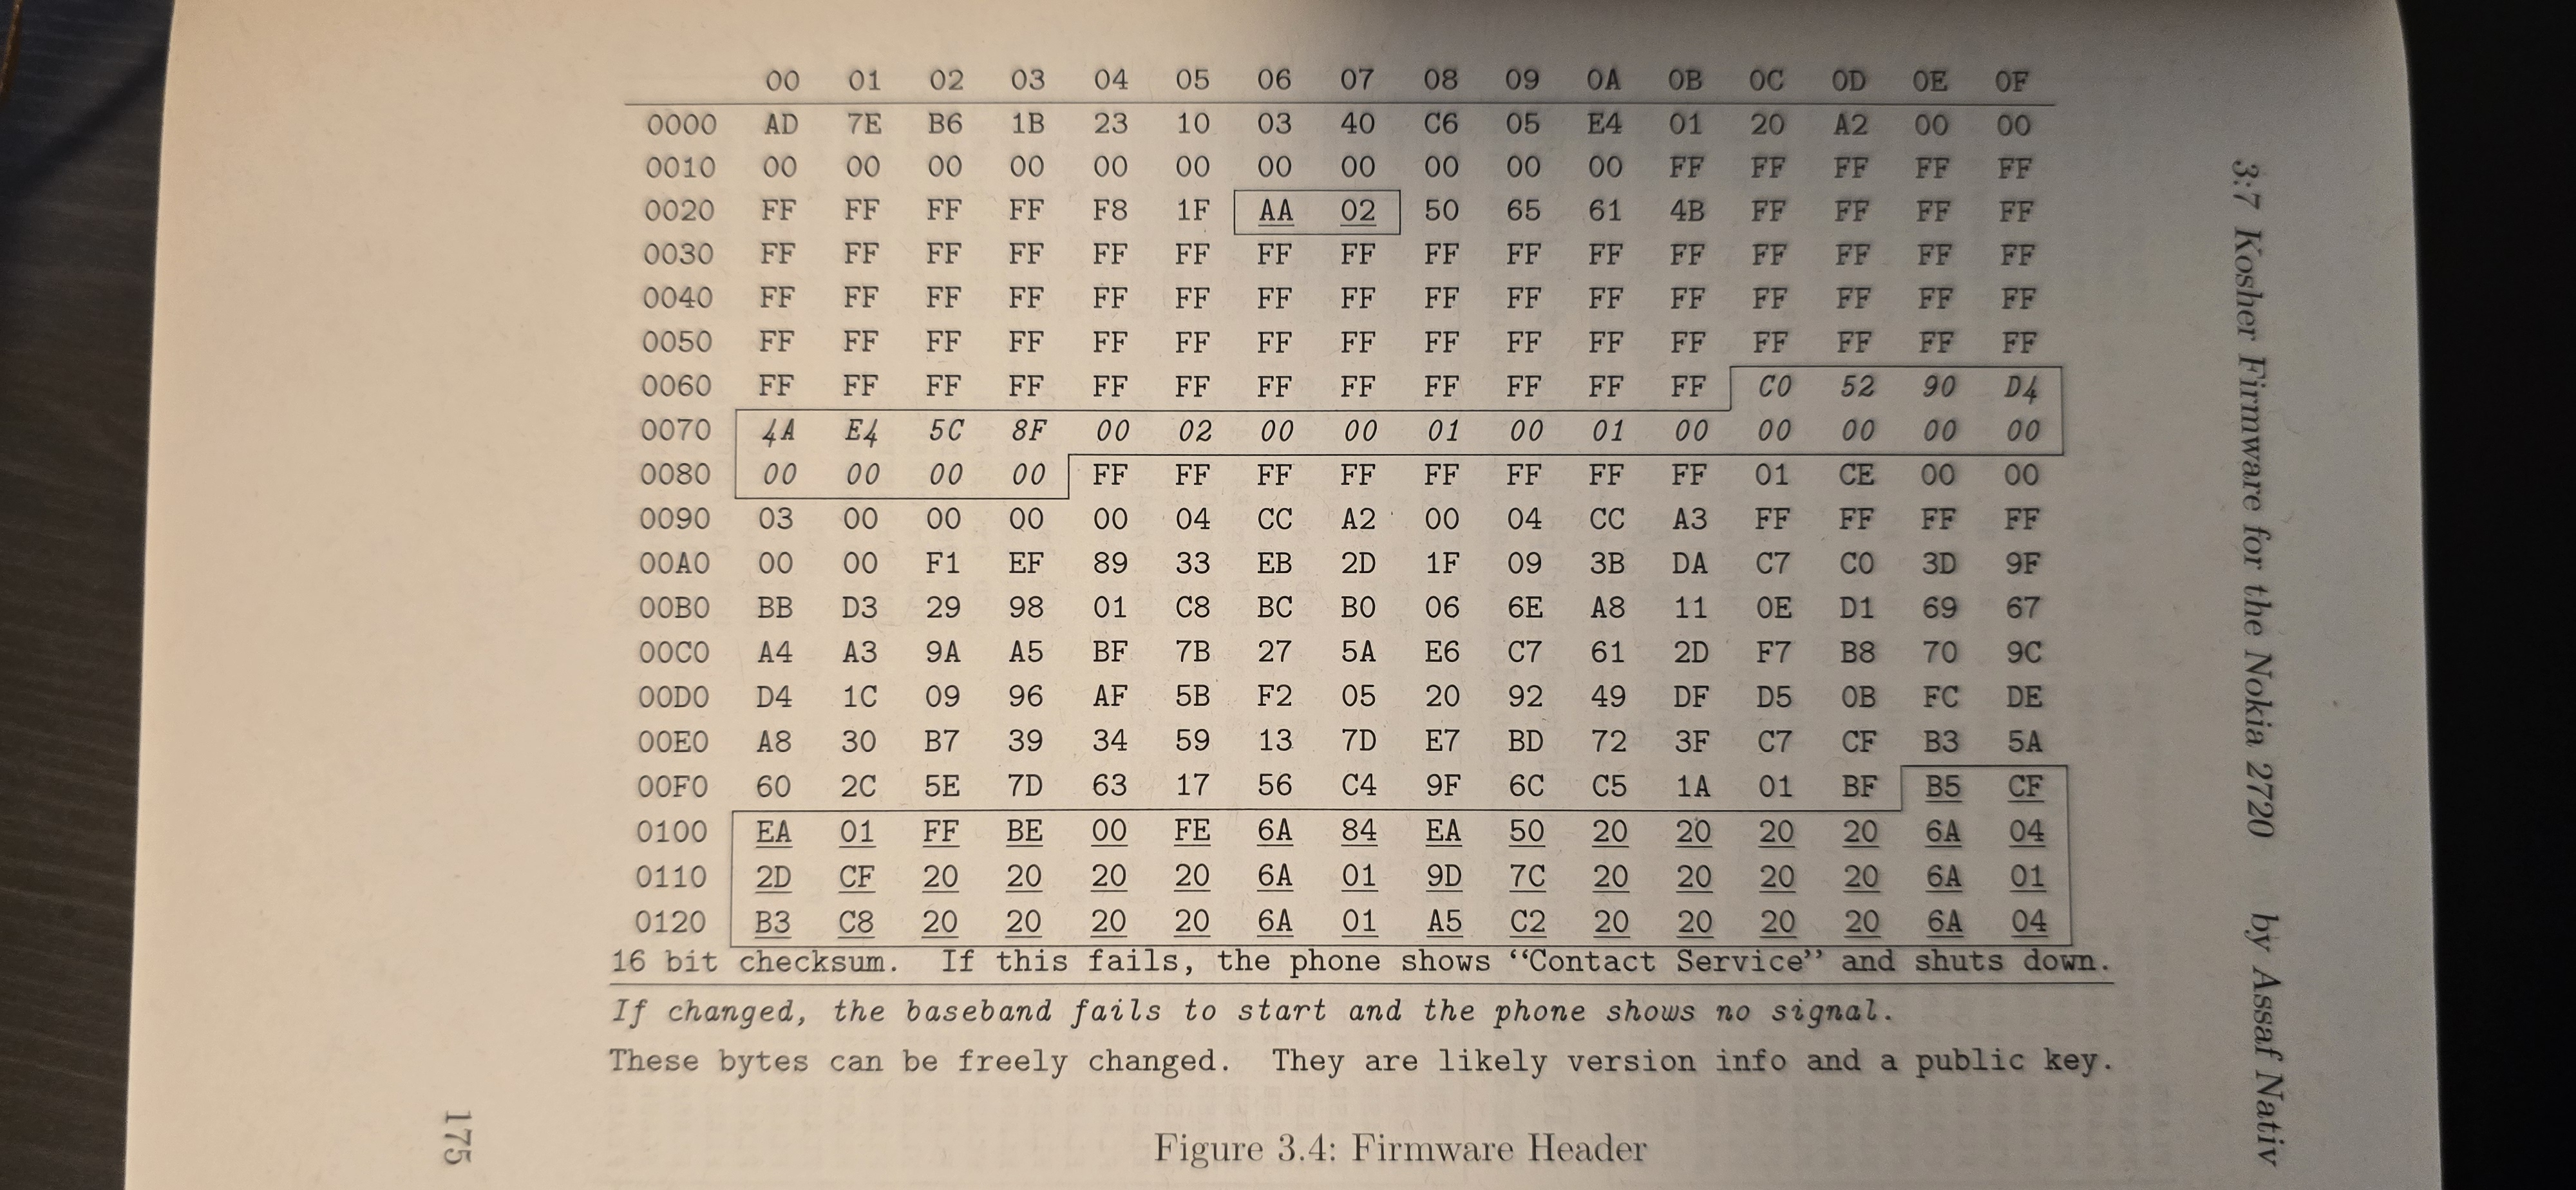 00 01 02 03 04 05 06 07 08 09 0A 0B 0C 0D 0E 0F
0000 AD 7E B6 1B 23 10 03 40 C6 05 E4 01 20 A2 00 00
0010 00 00 00 00 00 00 00 00 00 00 00 FF FF FF FF FF
0020 FF FF FF FF F8 1F AA 02 50 65 61 4B FF FF FF FF
0030 FF FF FF FF FF FF FF FF FF FF FF FF FF FF FF FF
0040 FF FF FF FF FF FF FF FF FF FF FF FF FF FF FF FF
0050 FF FF FF FF FF FF FF FF FF FF FF FF FF FF FF FF
0060 FF FF FF FF FF FF FF FF FF FF FF FF C0 52 90 D4
0070 4A E4 5C 8F 00 02 00 00 01 00 01 00 00 00 00 00
0080 00 00 00 00 FF FF FF FF FF FF FF FF 01 CE 00 00
0090 03 00 00 00 00 04 CC A2 00 04 CC A3 FF FF FF FF
00A0 00 00 F1 EF 89 33 EB 2D 1F 09 3B DA C7 C0 3D 9F
00B0 BB D3 29 98 01 C8 BC B0 06 6E A8 11 0E D1 69 67
00C0 A4 A3 9A A5 BF 7B 27 5A E6 C7 61 2D F7 B8 70 9C
00D0 D4 1C 09 96 AF 5B F2 05 20 92 49 DF D5 0B FC DE
00E0 A8 30 B7 39 34 59 13 7D E7 BD 72 3F C7 CF B3 5A
00F0 60 2C 5E 7D 63 17 56 C4 9F 6C C5 1A 01 BF B5 CF
0100 EA 01 FF BE 00 FE 6A 84 EA 50 20 20 20 20 6A 04
0110 2D CF 20 20 20 20 6A 01 9D 7C 20 20 20 20 6A 01
0120 B3 C8 20 20 20 20 6A 01 A5 C2 20 20 20 20 6A 04
16 bit checksum. If this fails, the phone shows “Contact Service” and shuts down.
If changed, the baseband fails to start and the phone shows no signal.
These bytes can be freely changed. They are likely version info and a public key.
Figure 3.4: Firmware Header
3:7 Kosher Firmware for the Nokia 2720 by Assaf Nativ
175